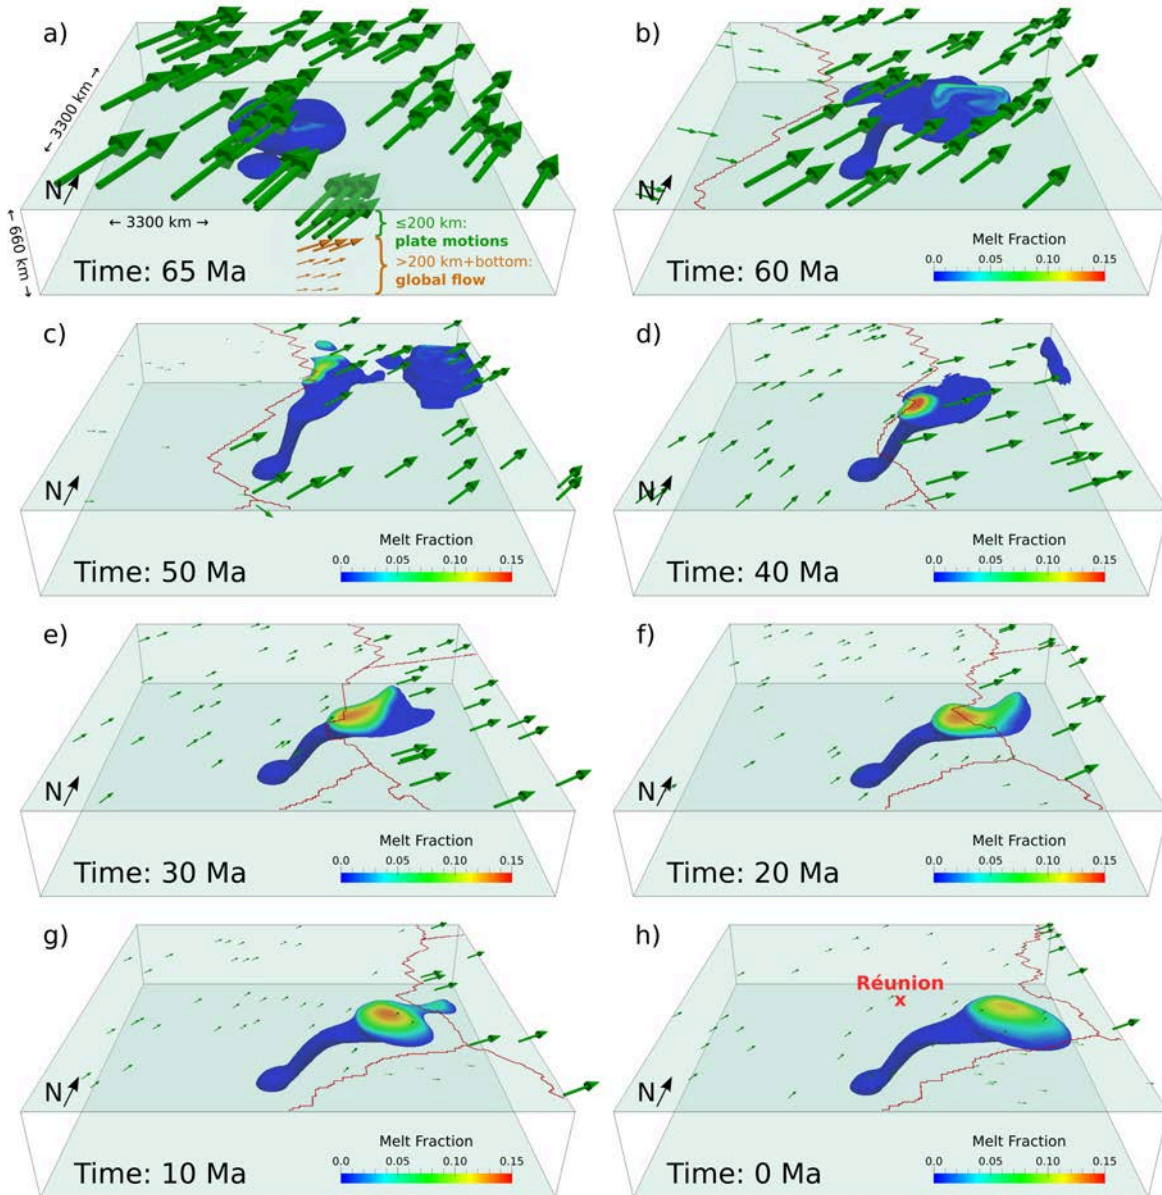 a)
← 3300 km →
N
← 3300 km →
← 660 km →
≤200 km:
plate motions
>200 km+bottom:
global flow
Time: 65 Ma
b)
N
Melt Fraction
0.0 0.05 0.10 0.15
Time: 60 Ma
c)
N
Melt Fraction
0.0 0.05 0.10 0.15
Time: 50 Ma
d)
N
Melt Fraction
0.0 0.05 0.10 0.15
Time: 40 Ma
e)
N
Melt Fraction
0.0 0.05 0.10 0.15
Time: 30 Ma
f)
N
Melt Fraction
0.0 0.05 0.10 0.15
Time: 20 Ma
g)
N
Melt Fraction
0.0 0.05 0.10 0.15
Time: 10 Ma
h)
Réunion
x
N
Melt Fraction
0.0 0.05 0.10 0.15
Time: 0 Ma